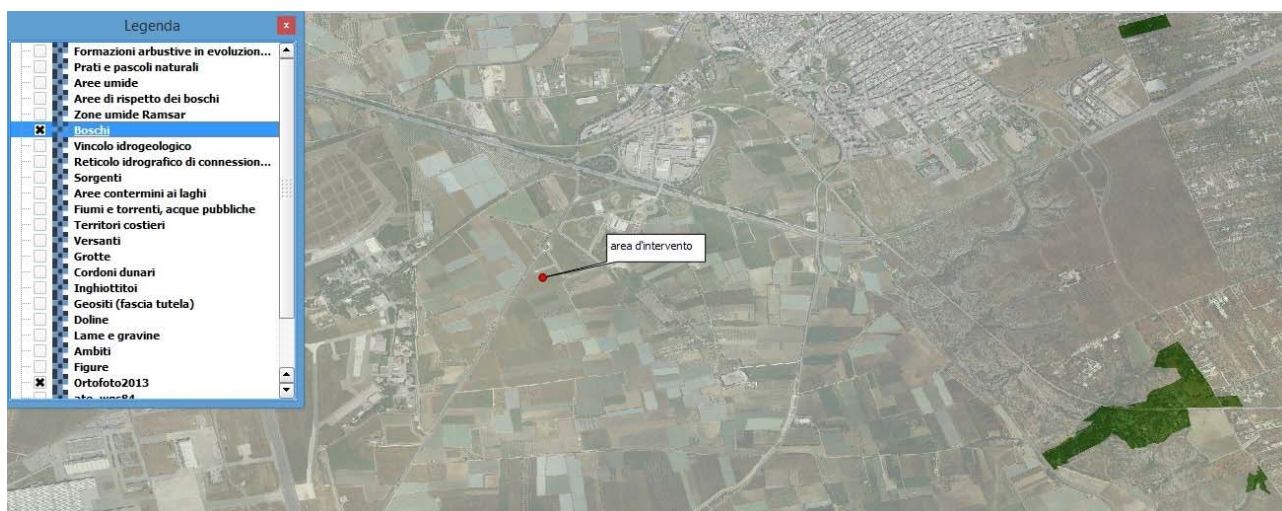 Legenda
Formazioni arbustive in evoluzion...
Prati e pascoli naturali
Aree umide
Aree di rispetto dei boschi
Zone umide Ramsar
Boschi
Vincolo idrogeologico
Reticolo idrografico di connession...
Sorgenti
Aree contermini ai laghi
Fiumi e torrenti, acque pubbliche
Territori costieri
Versanti
Grotte
Cordoni dunari
Inghiottitoi
Geositi (fascia tutela)
Doline
Lame e gravine
Ambiti
Figure
Ortofoto2013
area d'intervento